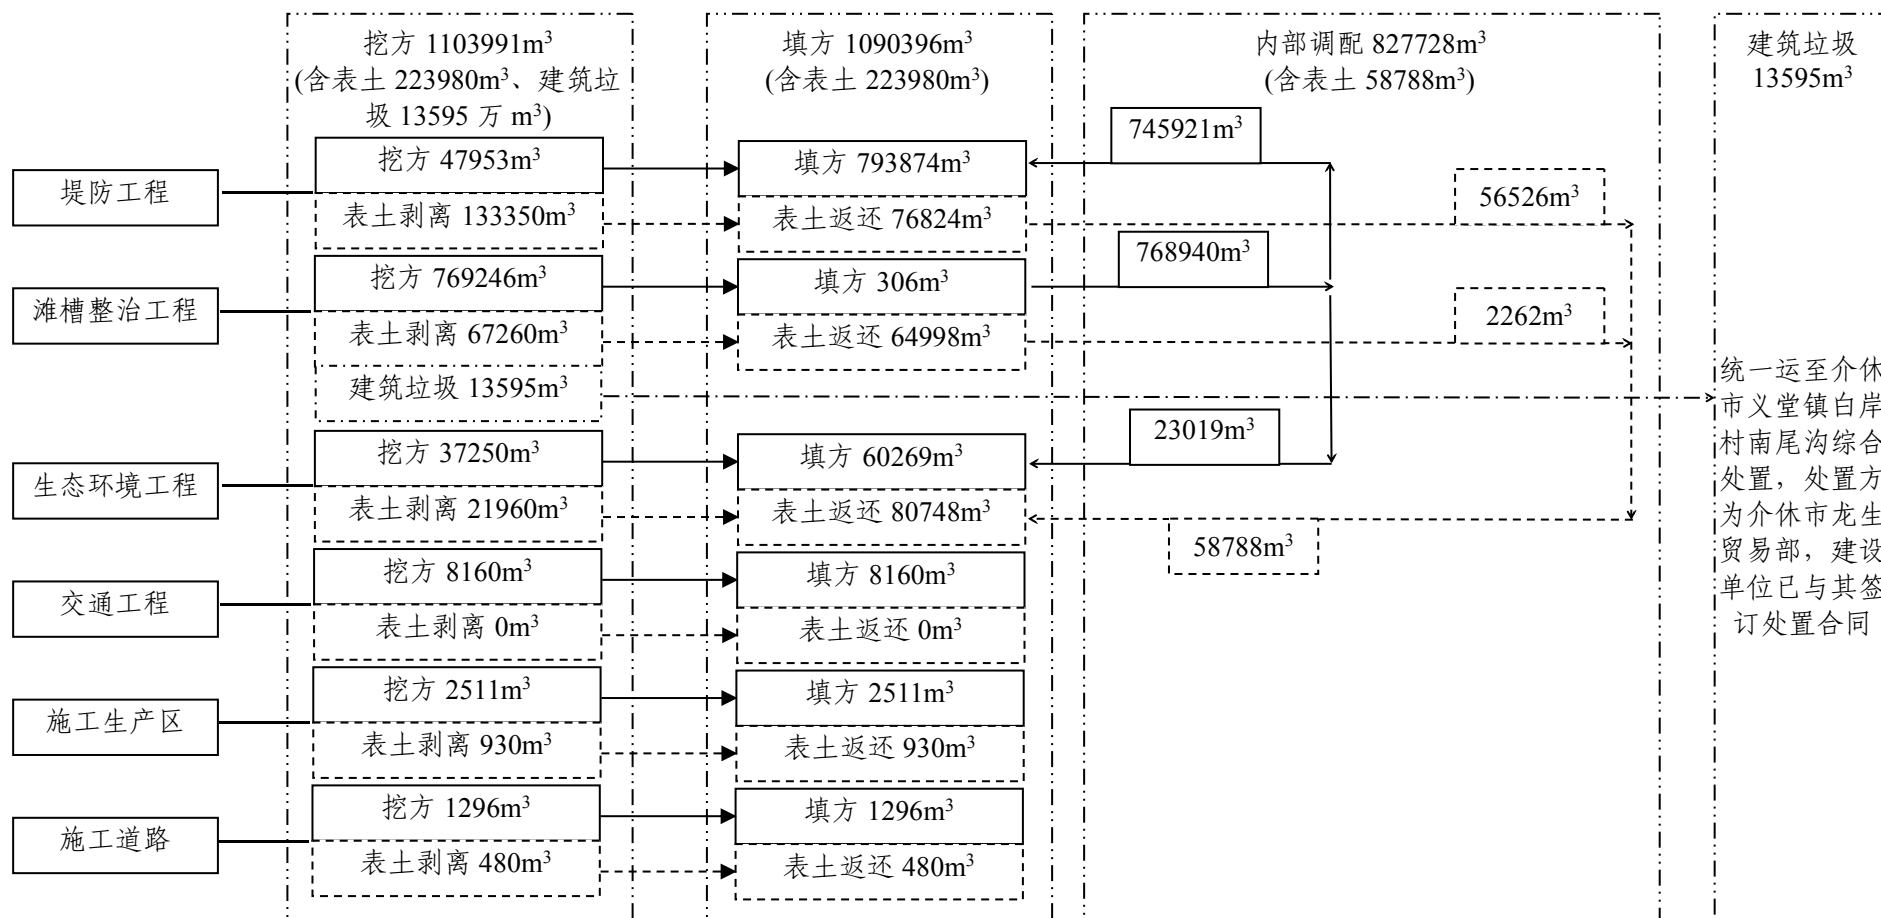 挖方 1103991m³
(含表土 223980m³、建筑垃
圾 13595 万 m³)
填方 1090396m³
(含表土 223980m³)
内部调配 827728m³
(含表土 58788m³)
建筑垃圾
13595m³
堤防工程
挖方 47953m³
表土剥离 133350m³
填方 793874m³
表土返还 76824m³
745921m³
56526m³
滩槽整治工程
挖方 769246m³
表土剥离 67260m³
建筑垃圾 13595m³
填方 306m³
表土返还 64998m³
768940m³
2262m³
生态环境工程
挖方 37250m³
表土剥离 21960m³
填方 60269m³
表土返还 80748m³
23019m³
58788m³
交通工程
挖方 8160m³
表土剥离 0m³
填方 8160m³
表土返还 0m³
施工生产区
挖方 2511m³
表土剥离 930m³
填方 2511m³
表土返还 930m³
施工道路
挖方 1296m³
表土剥离 480m³
填方 1296m³
表土返还 480m³
统一运至介休
市义堂镇白岸
村南尾沟综合
处置，处置方
为介休市龙生
贸易部，建设
单位已与其签
订处置合同